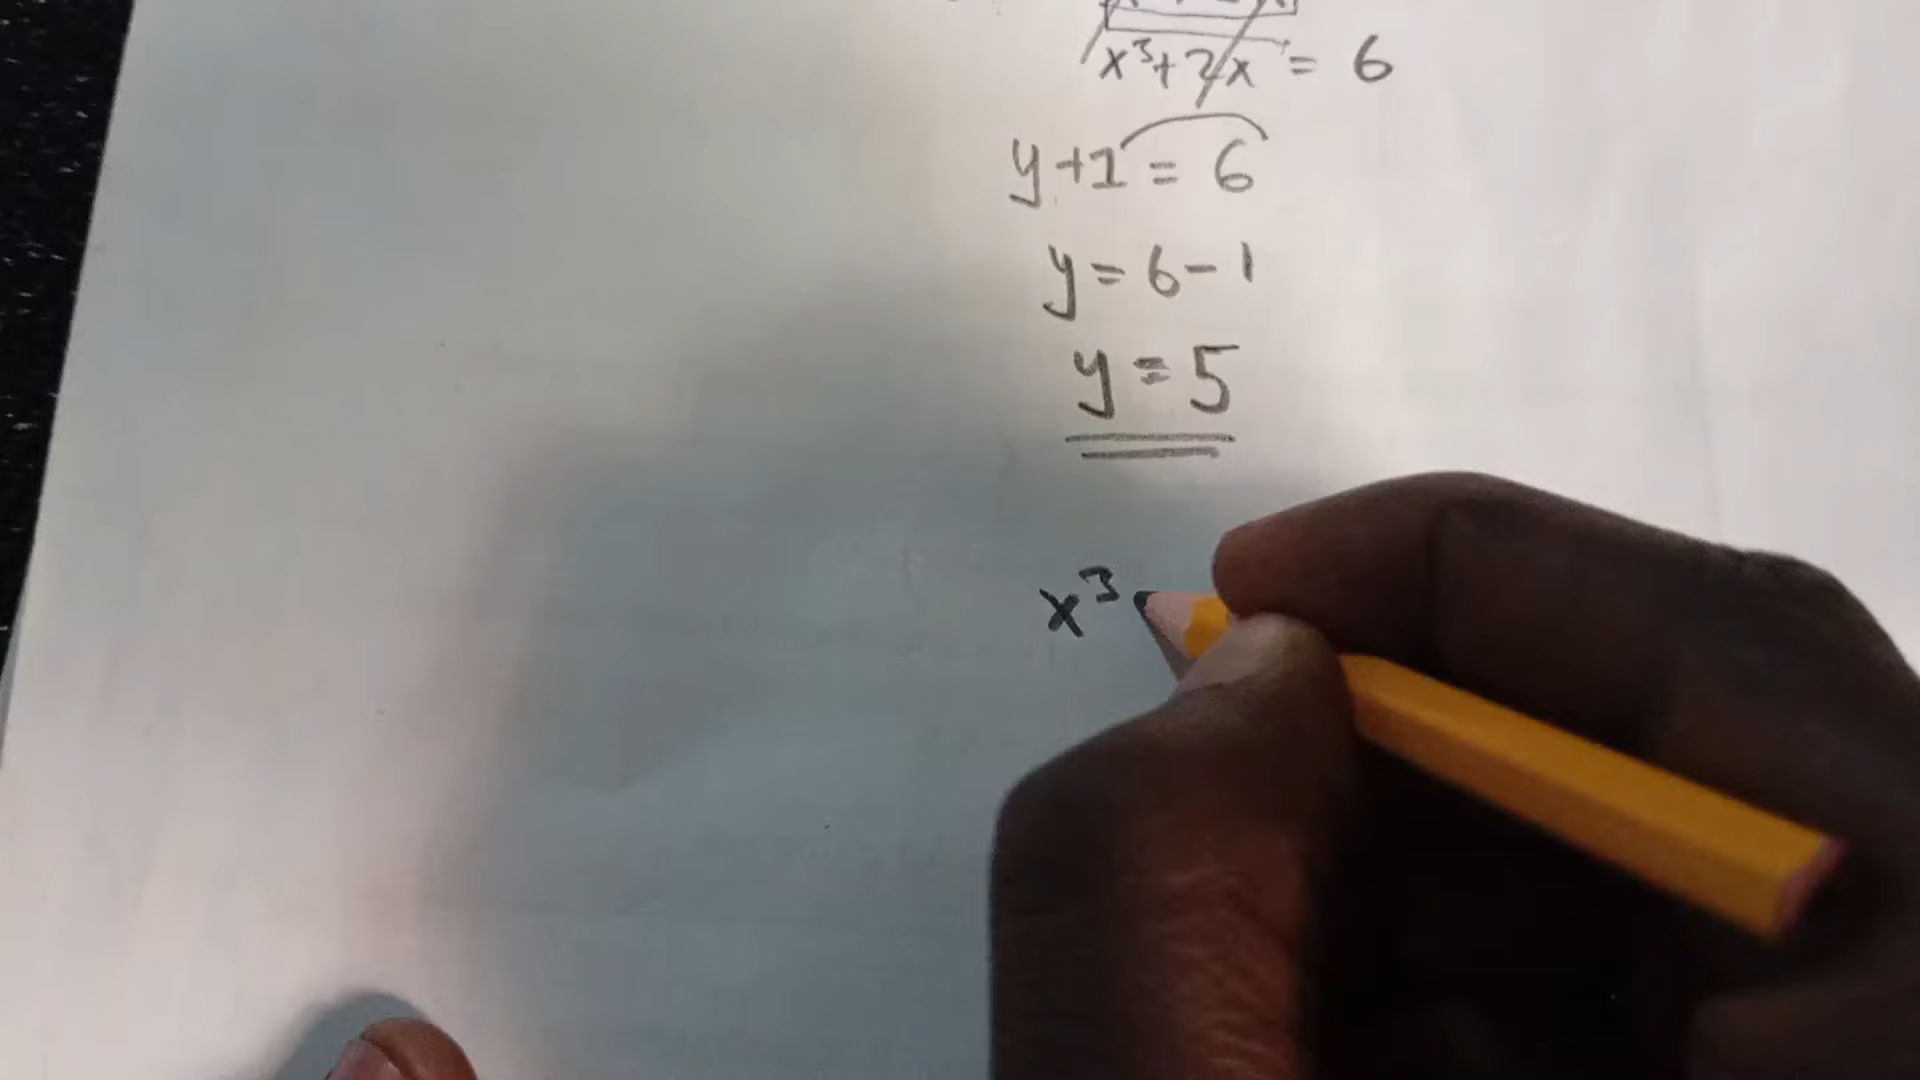 x³+2x = 6
y+1 = 6
y = 6-1
y = 5
x³